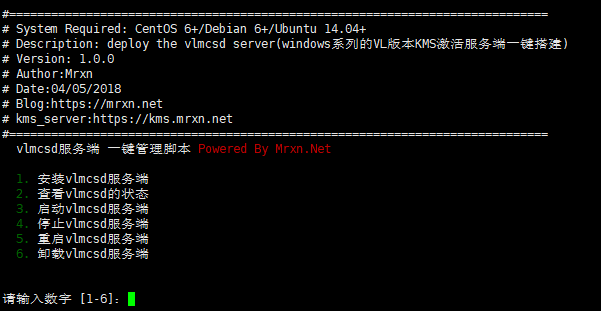 #=============================================================================
# System Required: CentOS 6+/Debian 6+/Ubuntu 14.04+
# Description: deploy the vlmcsd server(windows系列的VL版本KMS激活服务端一键搭建)
# Version: 1.0.0
# Author:Mrxn
# Date:04/05/2018
# Blog:https://mrxn.net
# kms_server:https://kms.mrxn.net
#=============================================================================
vlmcsd服务端 一键管理脚本 Powered By Mrxn.Net
1. 安装vlmcsd服务端
2. 查看vlmcsd的状态
3. 启动vlmcsd服务端
4. 停止vlmcsd服务端
5. 重启vlmcsd服务端
6. 卸载vlmcsd服务端
请输入数字 [1-6]: